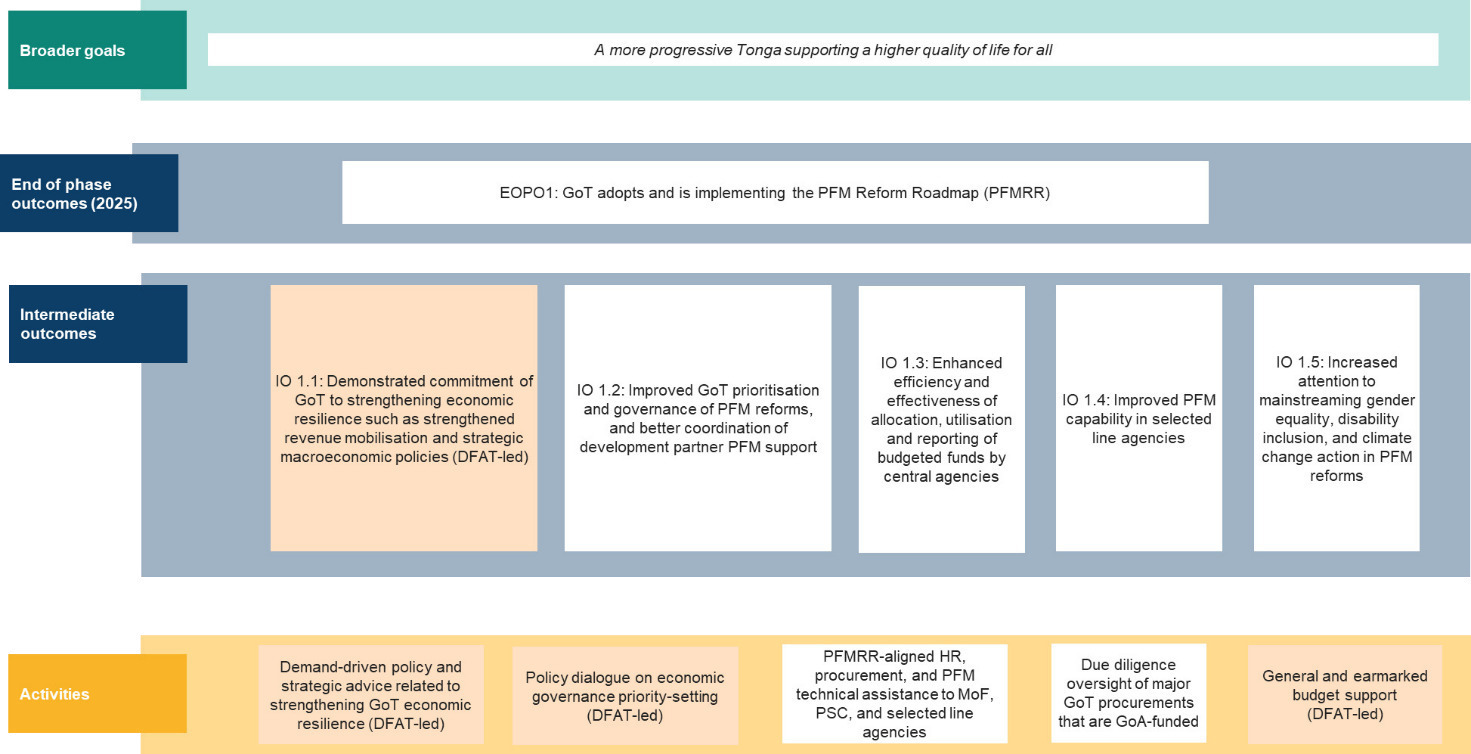 Broader goals
A more progressive Tonga supporting a higher quality of life for all
End of phase
outcomes (2025)
EOPO1: GoT adopts and is implementing the PFM Reform Roadmap (PFMRR)
Intermediate
outcomes
IO 1.1: Demonstrated commitment of
GoT to strengthening economic
resilience such as strengthened
revenue mobilisation and strategic
macroeconomic policies (DFAT-led)
IO 1.2: Improved GoT prioritisation
and governance of PFM reforms,
and better coordination of
development partner PFM support
IO 1.3: Enhanced
efficiency and
effectiveness of
allocation, utilisation
and reporting of
budgeted funds by
central agencies
IO 1.4: Improved PFM
capability in selected
line agencies
IO 1.5: Increased
attention to
mainstreaming gender
equality, disability
inclusion, and climate
change action in PFM
reforms
Activities
Demand-driven policy and
strategic advice related to
strengthening GoT economic
resilience (DFAT-led)
Policy dialogue on economic
governance priority-setting
(DFAT-led)
PFMRR-aligned HR,
procurement, and PFM
technical assistance to MoF,
PSC, and selected line
agencies
Due diligence
oversight of major
GoT procurements
that are GoA-funded
General and earmarked
budget support
(DFAT-led)